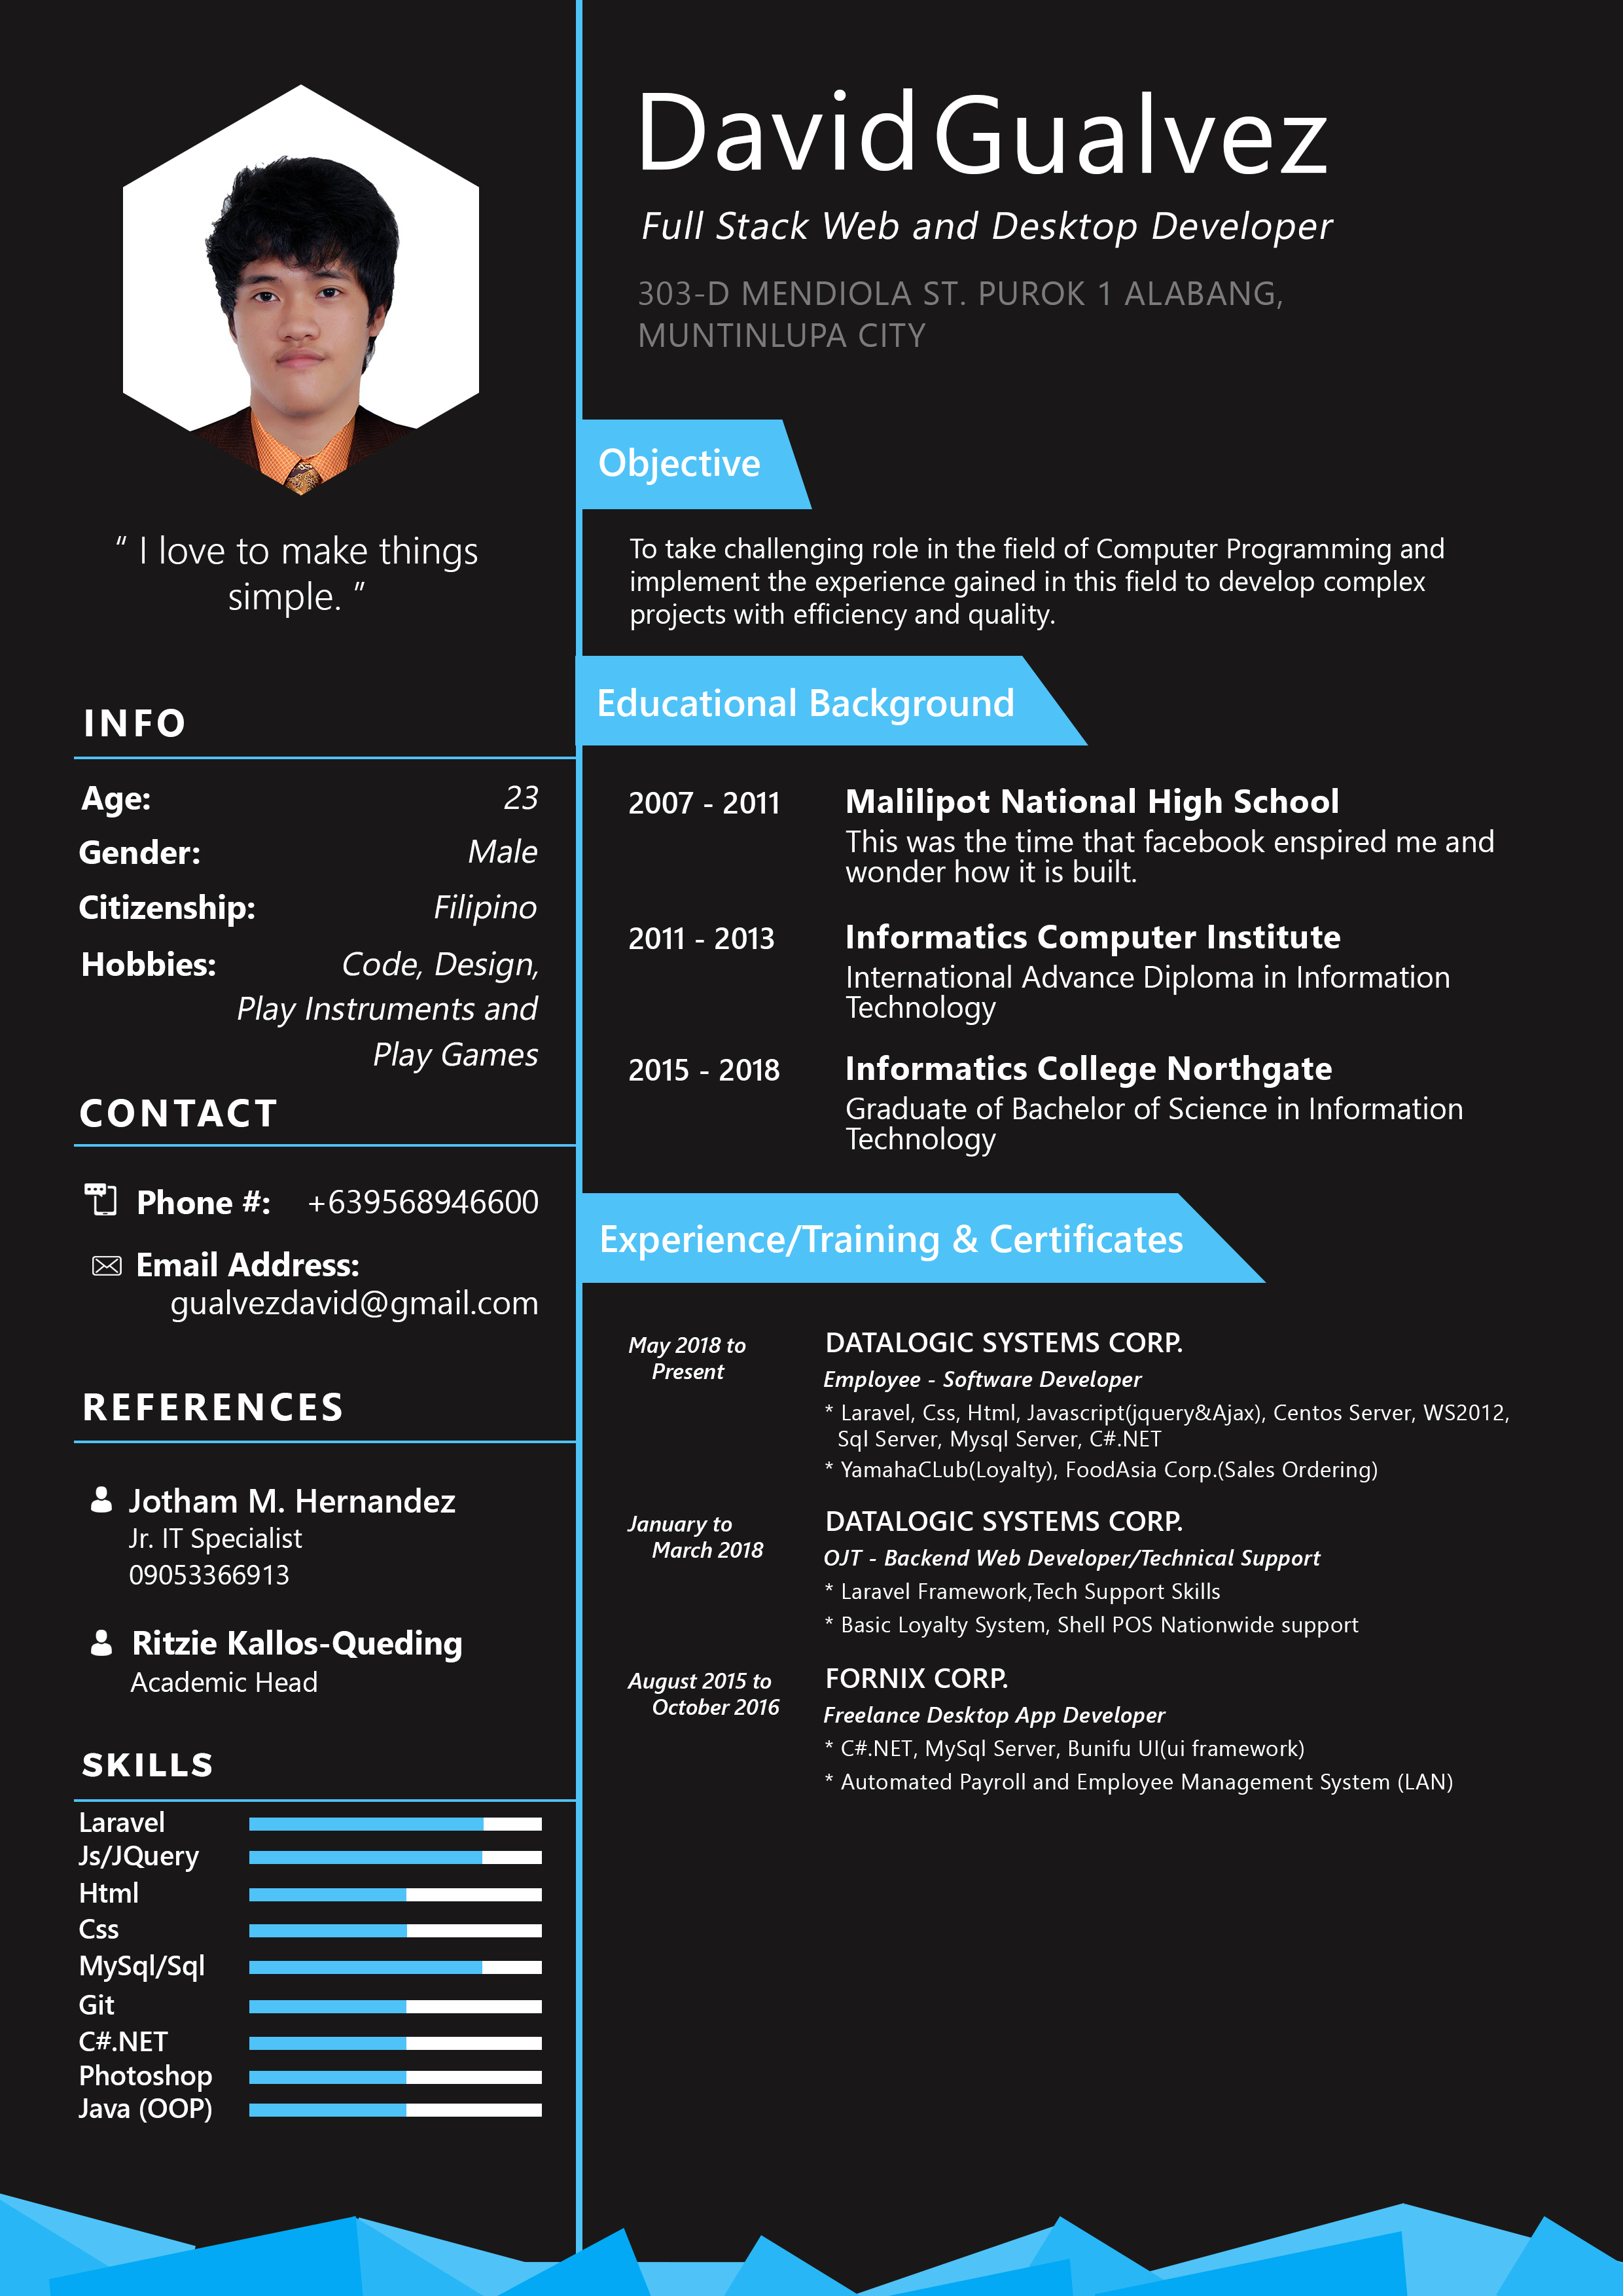 David Gualvez
Full Stack Web and Desktop Developer
303-D MENDIOLA ST. PUROK 1 ALABANG,
MUNTINLUPA CITY
“ I love to make things
simple. ”
INFO
Age: 23
Gender: Male
Citizenship: Filipino
Hobbies: Code, Design,
Play Instruments and
Play Games
CONTACT
Phone #: +639568946600
Email Address:
gualvezdavid@gmail.com
REFERENCES
Jotham M. Hernandez
Jr. IT Specialist
09053366913
Ritzie Kallos-Queding
Academic Head
SKILLS
Laravel
Js/JQuery
Html
Css
MySql/Sql
Git
C#.NET
Photoshop
Java (OOP)
Objective
To take challenging role in the field of Computer Programming and
implement the experience gained in this field to develop complex
projects with efficiency and quality.
Educational Background
2007 - 2011 Malilipot National High School
This was the time that facebook enspired me and
wonder how it is built.
2011 - 2013 Informatics Computer Institute
International Advance Diploma in Information
Technology
2015 - 2018 Informatics College Northgate
Graduate of Bachelor of Science in Information
Technology
Experience/Training & Certificates
May 2018 to
Present
DATALOGIC SYSTEMS CORP.
Employee - Software Developer
* Laravel, Css, Html, Javascript(jquery&Ajax), Centos Server, WS2012,
Sql Server, Mysql Server, C#.NET
* YamahaCLub(Loyalty), FoodAsia Corp.(Sales Ordering)
January to
March 2018
DATALOGIC SYSTEMS CORP.
OJT - Backend Web Developer/Technical Support
* Laravel Framework,Tech Support Skills
* Basic Loyalty System, Shell POS Nationwide support
August 2015 to
October 2016
FORNIX CORP.
Freelance Desktop App Developer
* C#.NET, MySql Server, Bunifu UI(ui framework)
* Automated Payroll and Employee Management System (LAN)